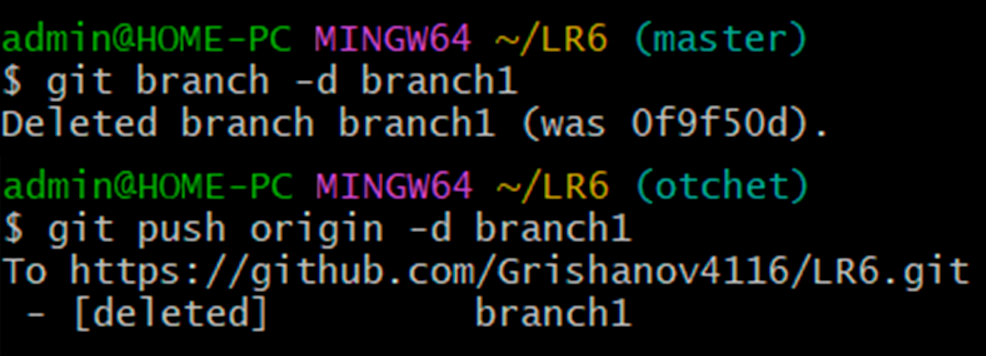 admin@HOME-PC MINGW64 ~/LR6 (master)
$ git branch -d branch1
Deleted branch branch1 (was 0f9f50d).
admin@HOME-PC MINGW64 ~/LR6 (otchet)
$ git push origin -d branch1
To https://github.com/Grishanov4116/LR6.git
 - [deleted]         branch1